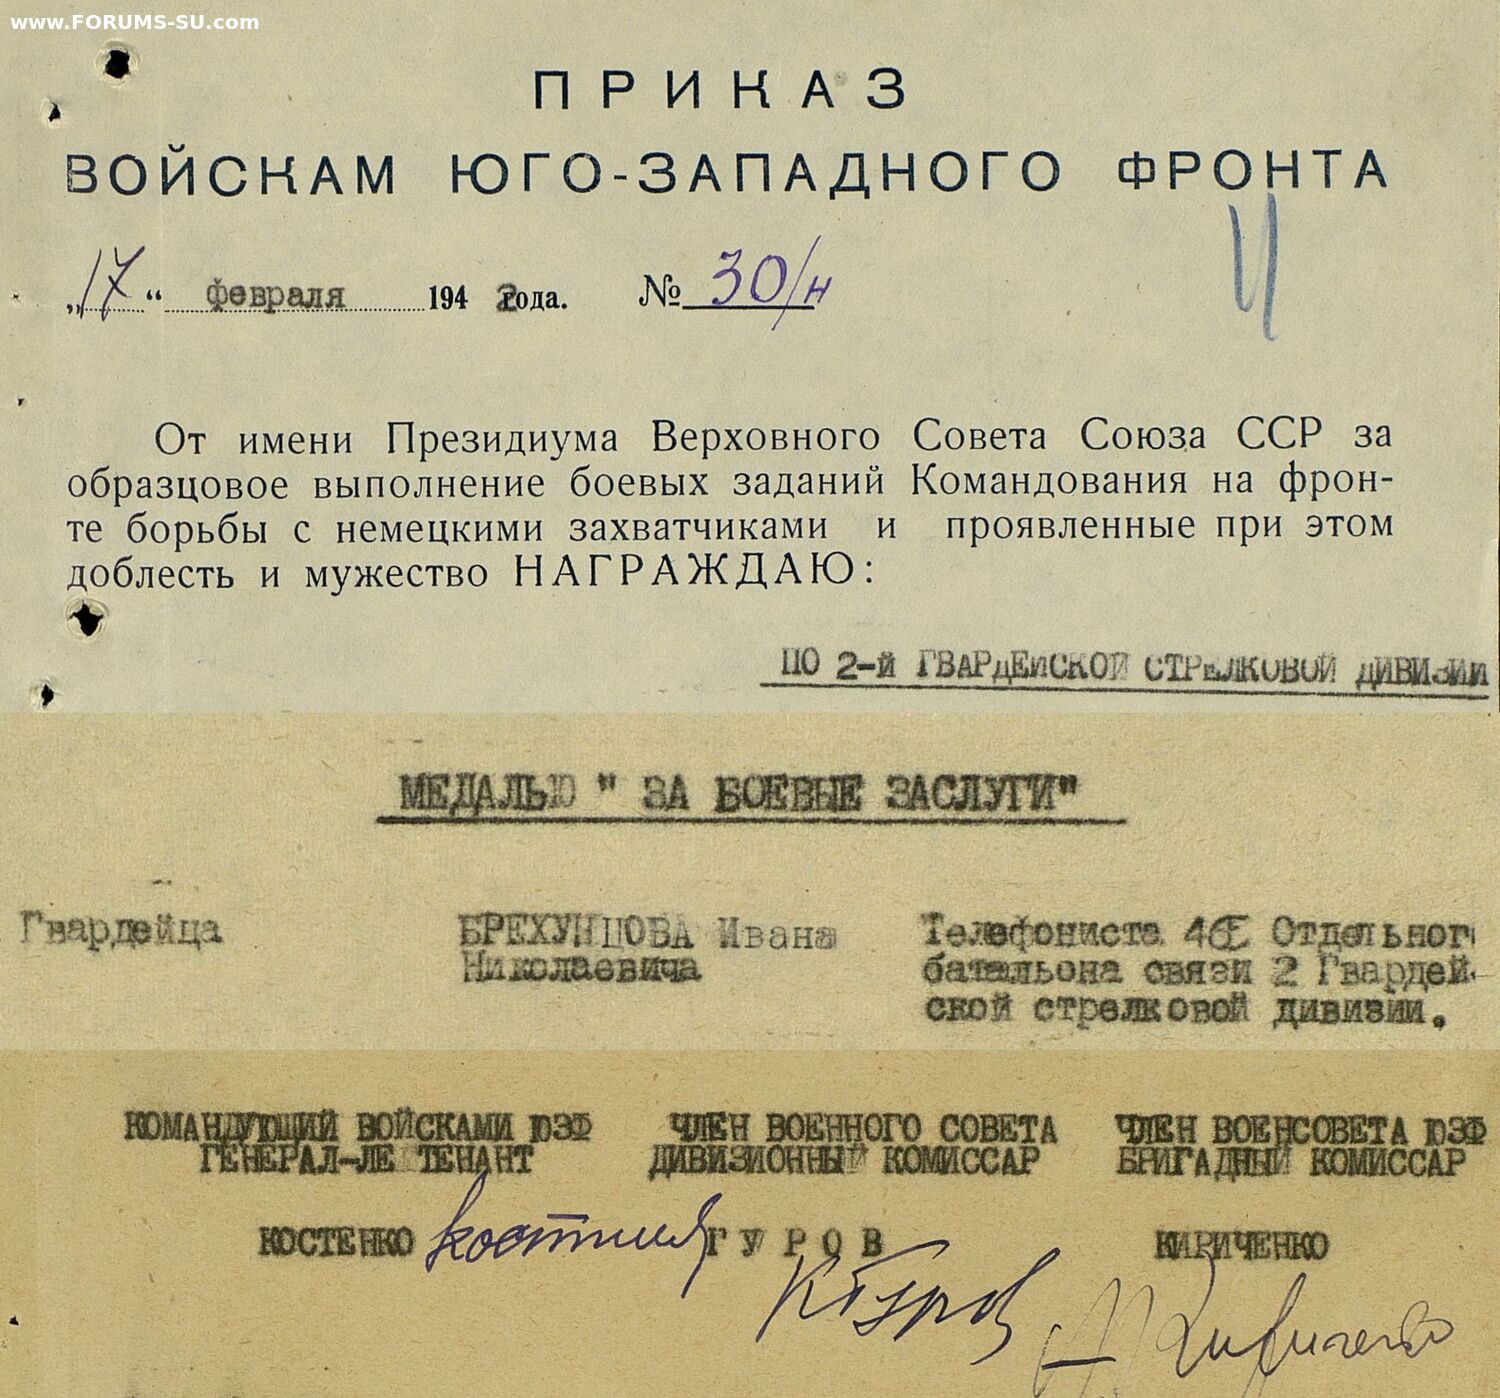 www.FORUMS-SU.com
ПРИКАЗ
ВОЙСКАМ ЮГО-ЗАПАДНОГО ФРОНТА
„17“ февраля 1942 года. № 30/н
От имени Президиума Верховного Совета Союза ССР за
образцовое выполнение боевых заданий Командования на фрон-
те борьбы с немецкими захватчиками и проявленные при этом
доблесть и мужество НАГРАЖДАЮ:
ПО 2-й ГВАРДЕЙСКОЙ СТРЕЛКОВОЙ ДИВИЗИИ
МЕДАЛЬЮ "ЗА БОЕВЫЕ ЗАСЛУГИ"
Гвардейца БРЕХУНЦОВА Ивана Телефониста Отдельного
Николаевича батальона связи 2 Гвардей-
ской стрелковой дивизии.
КОМАНДУЮЩИЙ ВОЙСКАМИ ЮЗФ ЧЛЕН ВОЕННОГО СОВЕТА ЧЛЕН ВОЕНСОВЕТА ЮЗФ
ГЕНЕРАЛ-ЛЕ ТЕНАНТ ДИВИЗИОННЫЙ КОМИССАР БРИГАДНЫЙ КОМИССАР
КОСТЕНКО ГУРОВ КИРИЧЕНКО